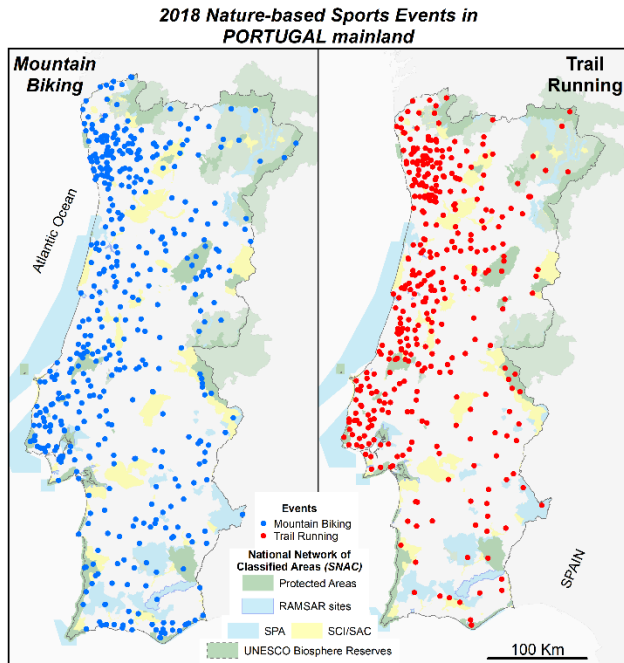 2018 Nature-based Sports Events in
PORTUGAL mainland
Mountain
Biking
Trail
Running
Atlantic Ocean
SPAIN
Events
Mountain Biking
Trail Running
National Network of
Classified Areas (SNAC)
Protected Areas
RAMSAR sites
SPA
SCI/SAC
UNESCO Biosphere Reserves
100 Km